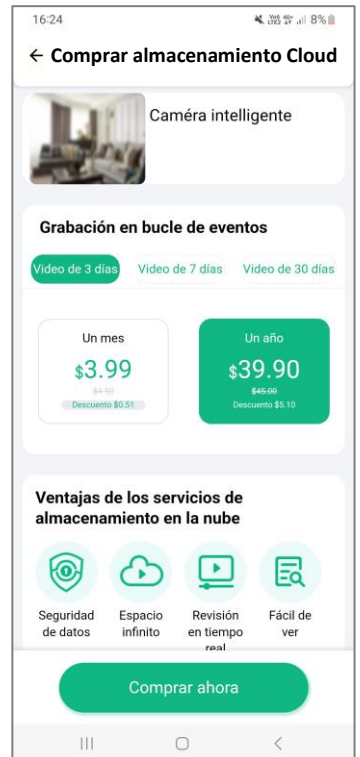 16:24
8%
← Comprar almacenamiento Cloud
Caméra intelligente
Grabación en bucle de eventos
Video de 3 días Video de 7 días Video de 30 días
Un mes
$3.99
$4.50
Descuento $0.51
Un año
$39.90
$45.00
Descuento $5.10
Ventajas de los servicios de
almacenamiento en la nube
Seguridad
de datos
Espacio
infinito
Revisión
en tiempo
real
Fácil de
ver
Comprar ahora